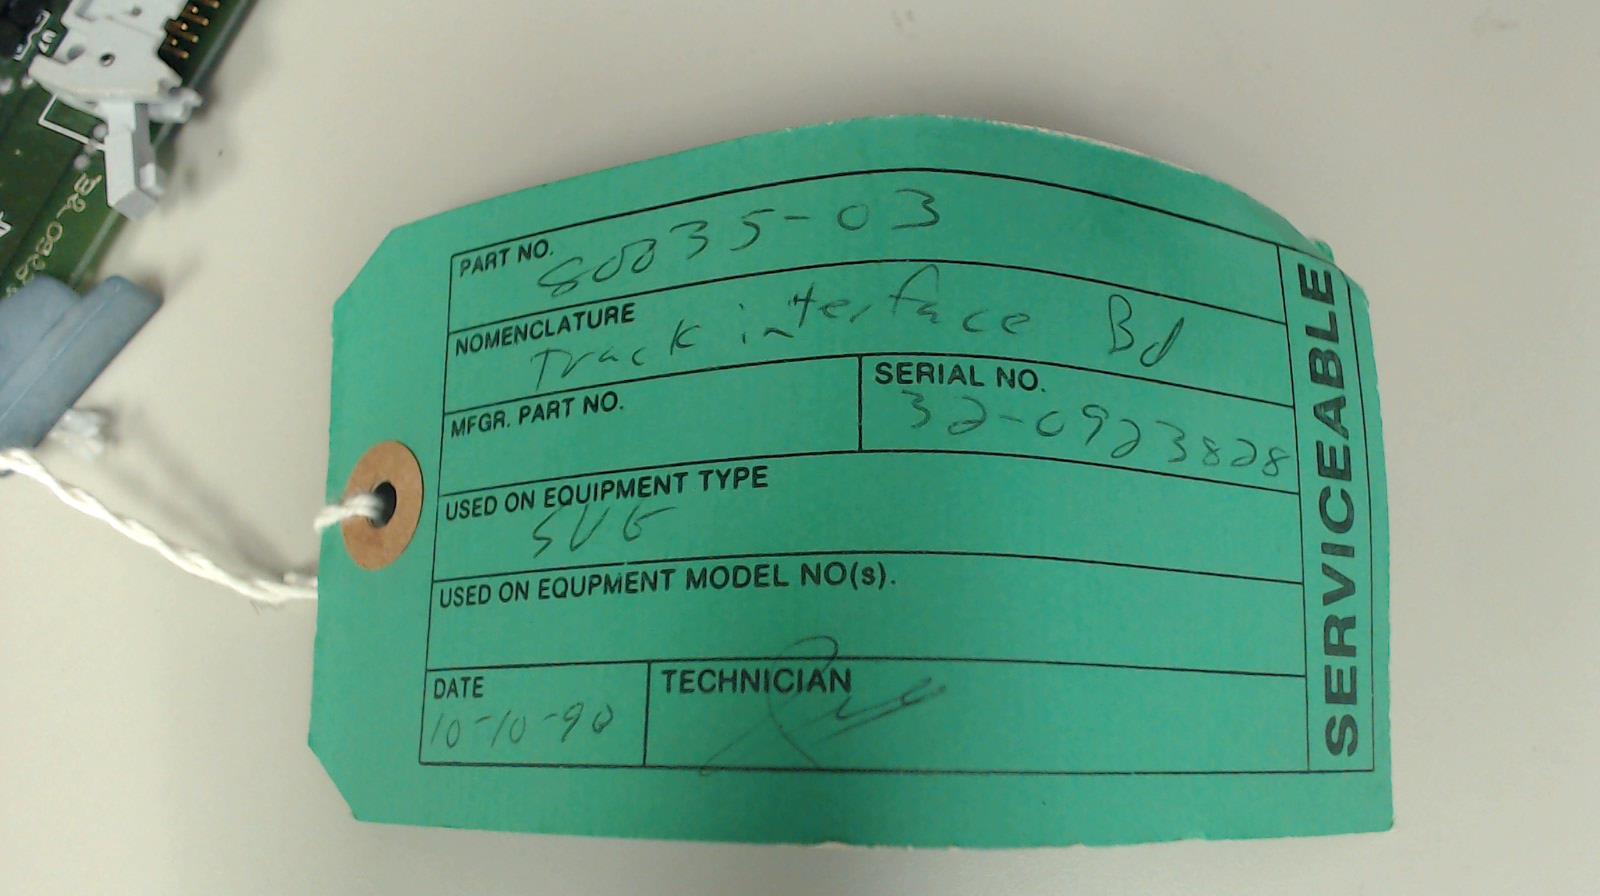 PART NO. 80035-03
NOMENCLATURE Track interface Bd
MFGR. PART NO.
SERIAL NO. 32-0923828
USED ON EQUIPMENT TYPE
SVG
USED ON EQUPMENT MODEL NO(s).
DATE 10-10-90
TECHNICIAN
SERVICEABLE